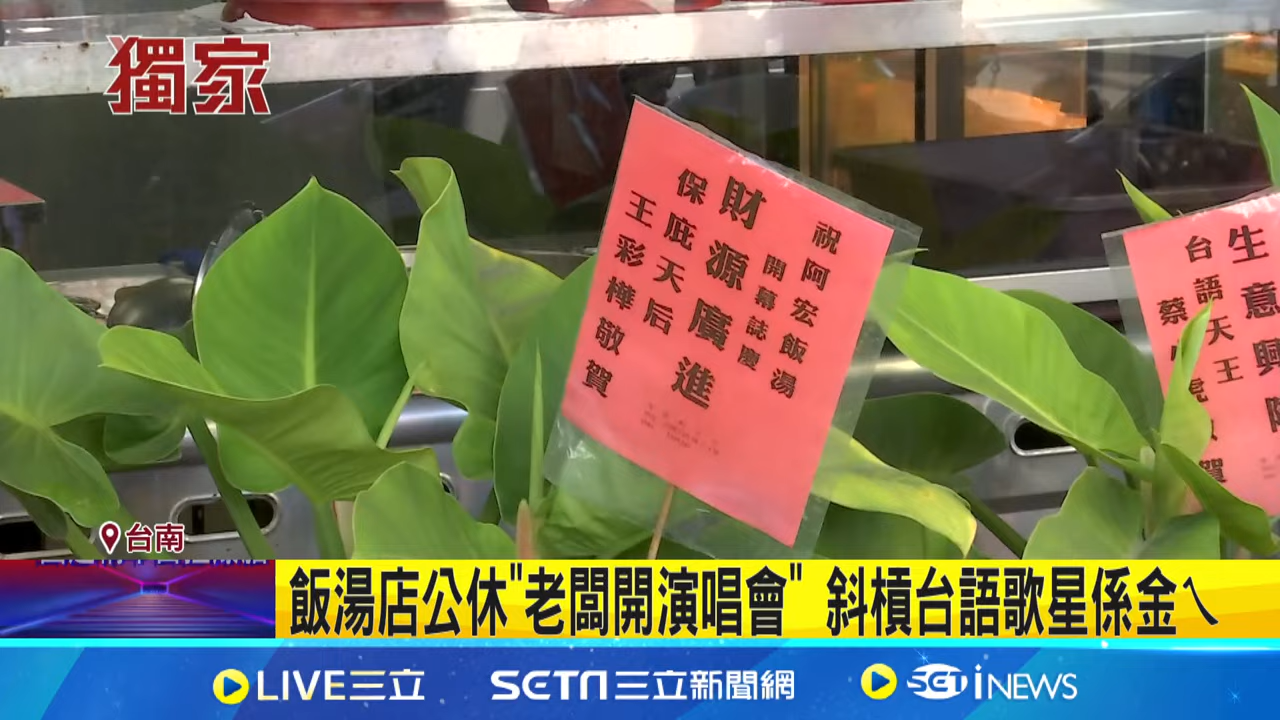 獨家
祝阿宏飯湯
開幕誌慶
財源廣進
保庇天后
王彩樺敬賀
生意興隆
台語天王
蔡
台南
飯湯店公休"老闆開演唱會" 斜槓台語歌星係金ㄟ
LIVE三立
SETN三立新聞網
SETiNEWS